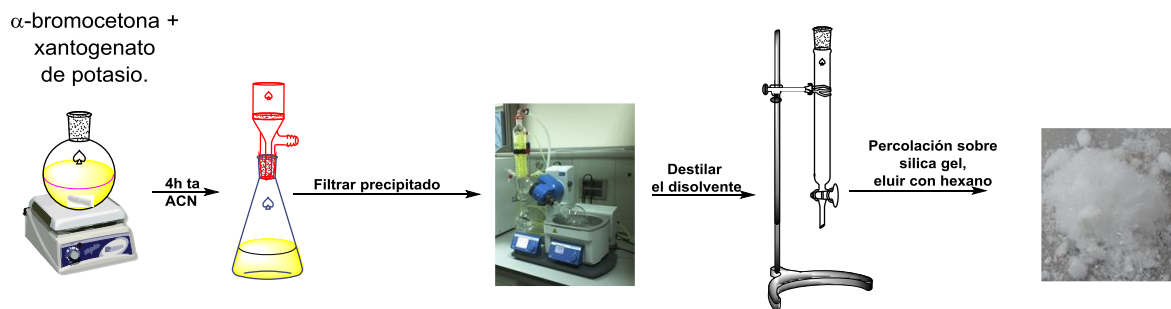 α-bromocetona +
xantogenato
de potasio.
4h ta
ACN
Filtrar precipitado
Destilar
el disolvente
Percolación sobre
silica gel,
eluir con hexano